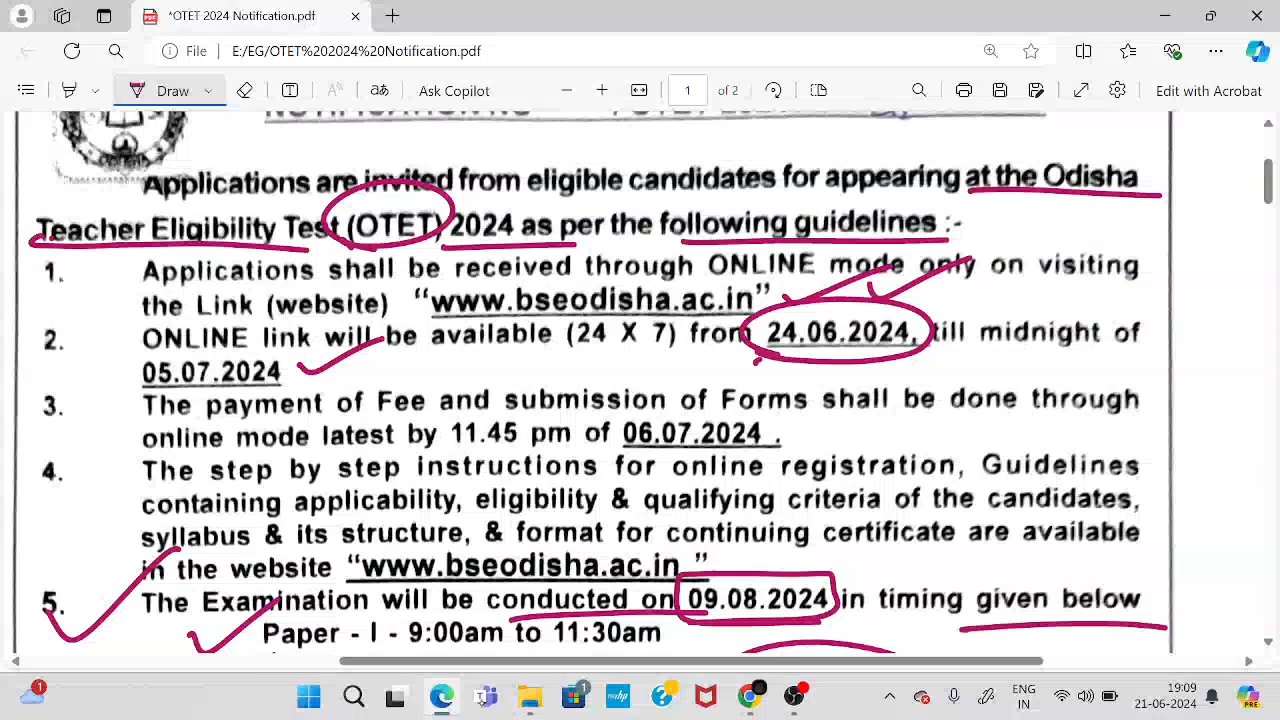 *OTET 2024 Notification.pdf
File E:/EG/OTET%202024%20Notification.pdf
Draw Ask Copilot 1 of 2 Edit with Acrobat
Applications are invited from eligible candidates for appearing at the Odisha
Teacher Eligibility Test (OTET) 2024 as per the following guidelines :-
1. Applications shall be received through ONLINE mode only on visiting
the Link (website) “www.bseodisha.ac.in”
2. ONLINE link will be available (24 X 7) from 24.06.2024, till midnight of
05.07.2024
3. The payment of Fee and submission of Forms shall be done through
online mode latest by 11.45 pm of 06.07.2024 .
4. The step by step instructions for online registration, Guidelines
containing applicability, eligibility & qualifying criteria of the candidates,
syllabus & its structure, & format for continuing certificate are available
in the website “www.bseodisha.ac.in ”
5. The Examination will be conducted on 09.08.2024 in timing given below
Paper - I - 9:00am to 11:30am
ENG
IN
22-06-2024